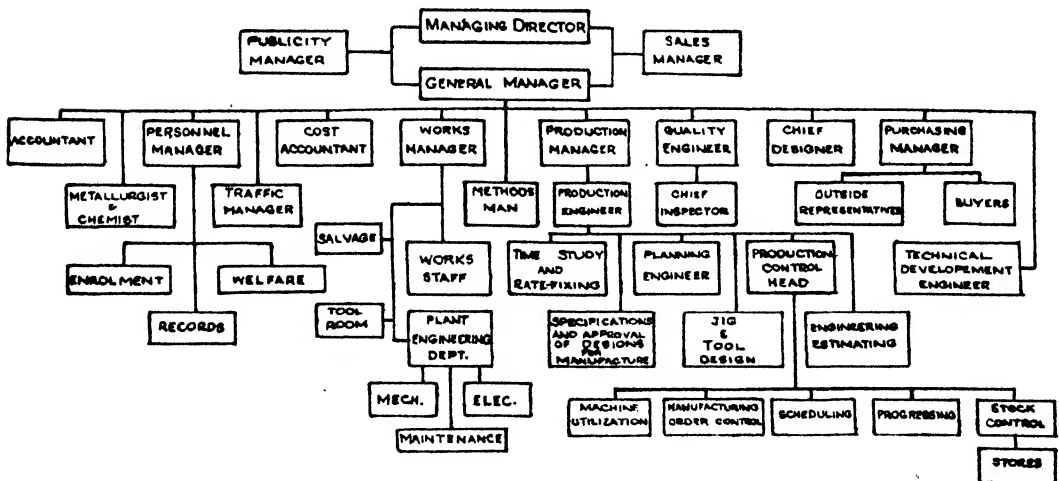 MANAGING DIRECTOR
PUBLICITY
MANAGER
SALES
MANAGER
GENERAL MANAGER
ACCOUNTANT
PERSONNEL
MANAGER
COST
ACCOUNTANT
WORKS
MANAGER
PRODUCTION
MANAGER
QUALITY
ENGINEER
CHIEF
DESIGNER
PURCHASING
MANAGER
METALLURGIST
&
CHEMIST
TRAFFIC
MANAGER
METHODS
MAN
PRODUCTION
ENGINEER
CHIEF
INSPECTOR
OUTSIDE
REPRESENTATIVES
BUYERS
SALVAGE
WORKS
STAFF
TIME STUDY
AND
RATE-FIXING
PLANNING
ENGINEER
PRODUCTION
CONTROL
HEAD
TECHNICAL
DEVELOPEMENT
ENGINEER
ENROLMENT
WELFARE
RECORDS
TOOL
ROOM
PLANT
ENGINEERING
DEPT.
SPECIFICATIONS
AND APPROVAL
OF DESIGNS
FOR
MANUFACTURE
JIG
&
TOOL
DESIGN
ENGINEERING
ESTIMATING
MECH.
ELEC.
MAINTENANCE
MACHINE
UTILIZATION
MANUFACTURING
ORDER CONTROL
SCHEDULING
PROGRESSING
STOCK
CONTROL
STORES